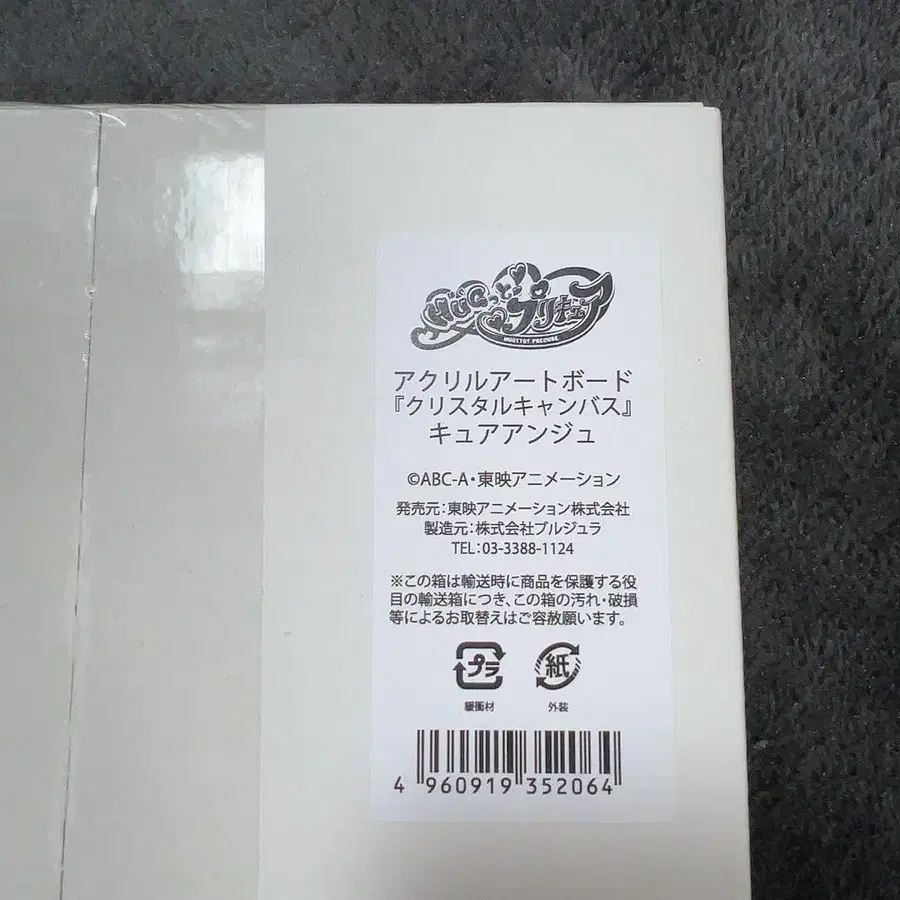 HUGっと!プリキュア
HUGTTO! PRECURE
アクリルアートボード
『クリスタルキャンバス』
キュアアンジュ
©ABC-A・東映アニメーション
発売元:東映アニメーション株式会社
製造元:株式会社ブルジュラ
TEL:03-3388-1124
※この箱は輸送時に商品を保護する役
目の輸送箱につき、この箱の汚れ・破損
等によるお取替えはご容赦願います。
プラ 紙
緩衝材 外装
4 960919 352064